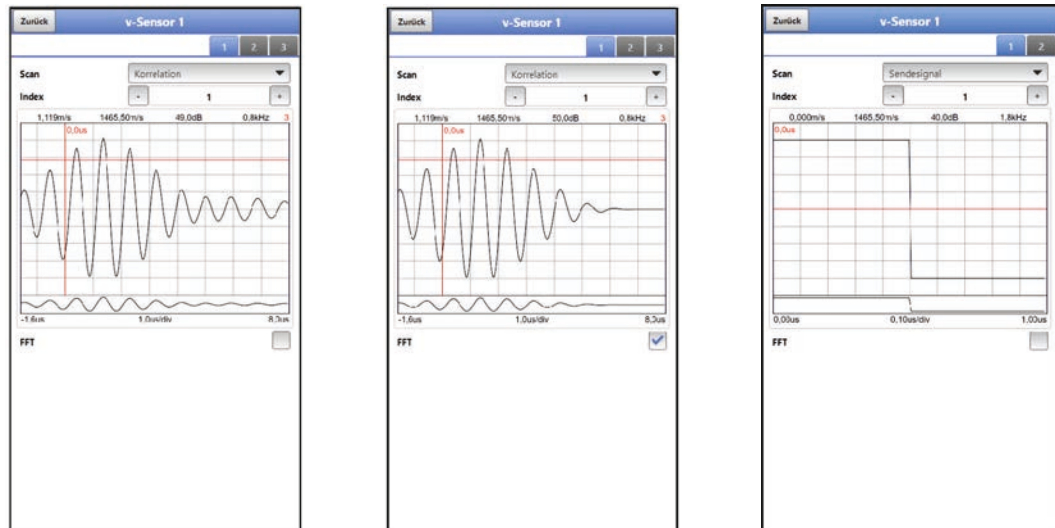 Zurück
v-Sensor 1
1 2 3
Scan Korrelation
Index - 1 +
1,119m/s 1465,50m/s 49,0dB 0,8kHz 3
0,0us
-1,6us 1,0us/div 8,0us
FFT
Zurück
v-Sensor 1
1 2 3
Scan Korrelation
Index - 1 +
1,119m/s 1465,50m/s 50,0dB 0,8kHz 3
0,0us
-1,6us 1,0us/div 8,0us
FFT
Zurück
v-Sensor 1
1 2
Scan Sendesignal
Index - 1 +
0,000m/s 1465,50m/s 40,0dB 1,8kHz
0,0us
0,00us 0,10us/div 1,00us
FFT